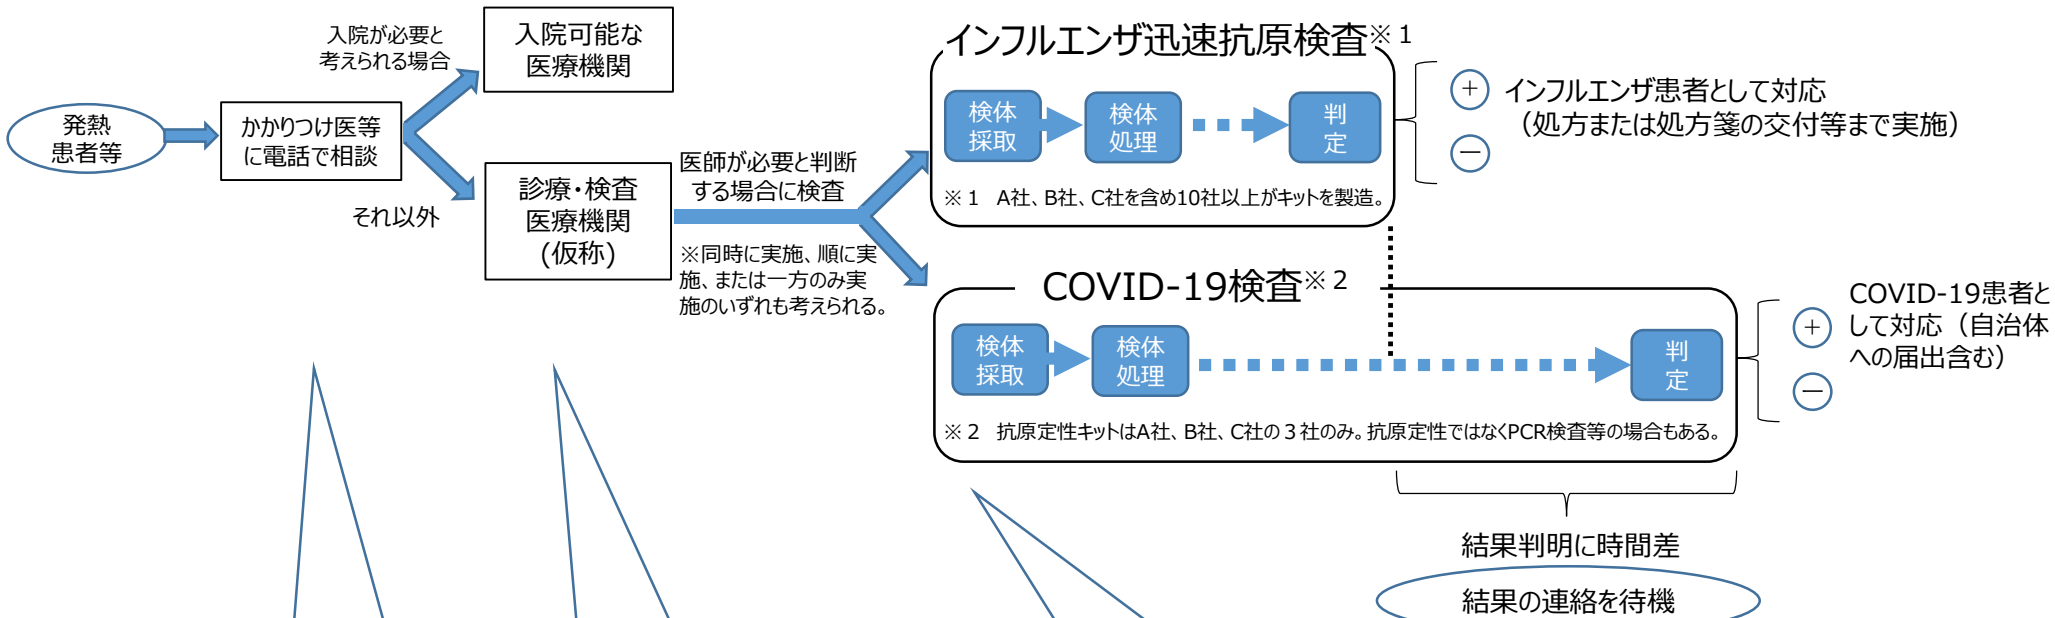 発熱
患者等
かかりつけ医等
に電話で相談
入院が必要と
考えられる場合
入院可能な
医療機関
それ以外
診療・検査
医療機関
(仮称)
医師が必要と判断
する場合に検査
※同時に実施、順に実
施、または一方のみ実
施のいずれも考えられる。
インフルエンザ迅速抗原検査※1
検体
採取
検体
処理
判
定
※1 A社、B社、C社を含め10社以上がキットを製造。
+
インフルエンザ患者として対応
(処方または処方箋の交付等まで実施)
−
COVID-19検査※2
検体
採取
検体
処理
判
定
※2 抗原定性キットはA社、B社、C社の3社のみ。抗原定性ではなくPCR検査等の場合もある。
+
COVID-19患者と
して対応(自治体
への届出含む)
−
結果判明に時間差
結果の連絡を待機